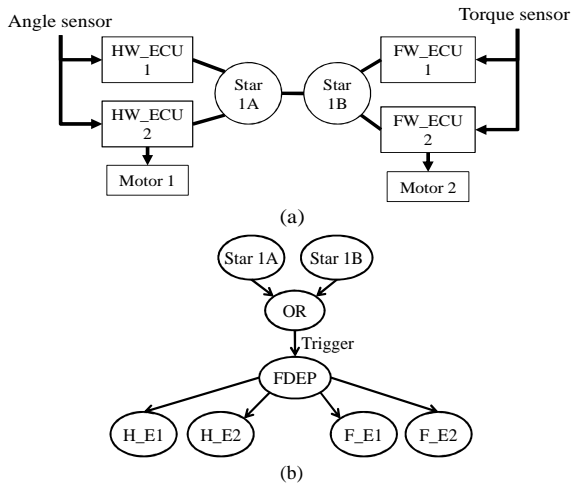 Angle sensor
Torque sensor
HW_ECU
1
FW_ECU
1
Star
1A
Star
1B
HW_ECU
2
FW_ECU
2
Motor 1
Motor 2
(a)
Star 1A
Star 1B
OR
Trigger
FDEP
H_E1
H_E2
F_E1
F_E2
(b)